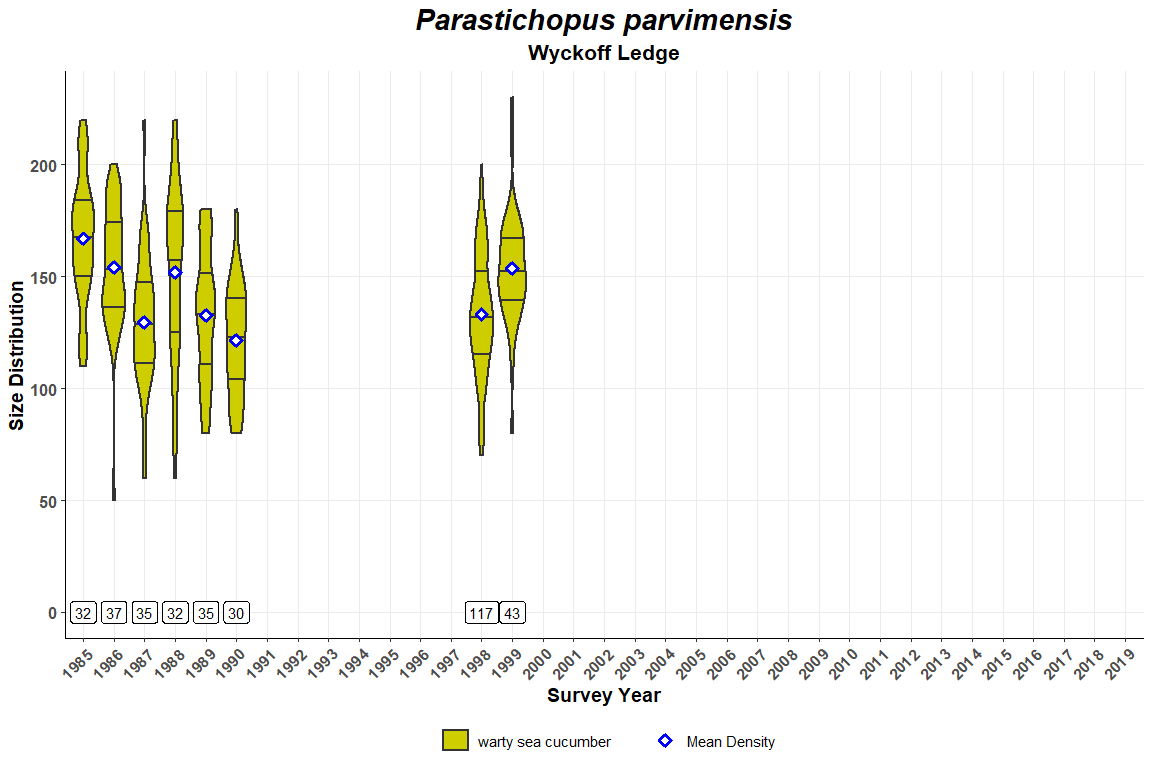 Parastichopus parvimensis
Wyckoff Ledge
Size Distribution
200
150
100
50
0
32 37 35 32 35 30 117 43
1985 1986 1987 1988 1989 1990 1991 1992 1993 1994 1995 1996 1997 1998 1999 2000 2001 2002 2003 2004 2005 2006 2007 2008 2009 2010 2011 2012 2013 2014 2015 2016 2017 2018 2019
Survey Year
warty sea cucumber Mean Density